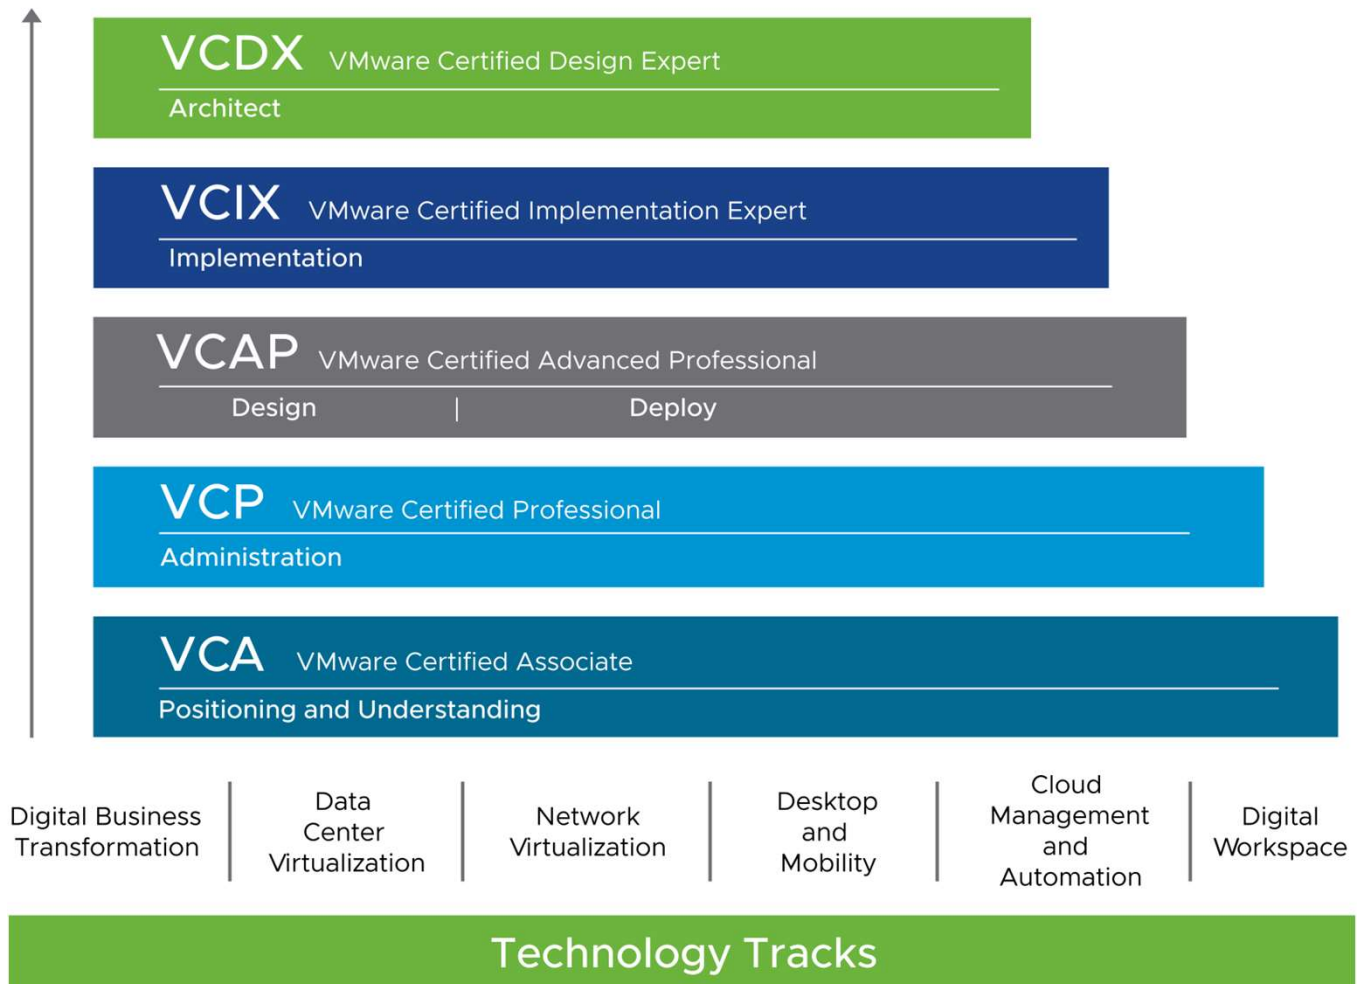 VCDX VMware Certified Design Expert
Architect
VCIX VMware Certified Implementation Expert
Implementation
VCAP VMware Certified Advanced Professional
Design | Deploy
VCP VMware Certified Professional
Administration
VCA VMware Certified Associate
Positioning and Understanding
Digital Business
Transformation
Data
Center
Virtualization
Network
Virtualization
Desktop
and
Mobility
Cloud
Management
and
Automation
Digital
Workspace
Technology Tracks